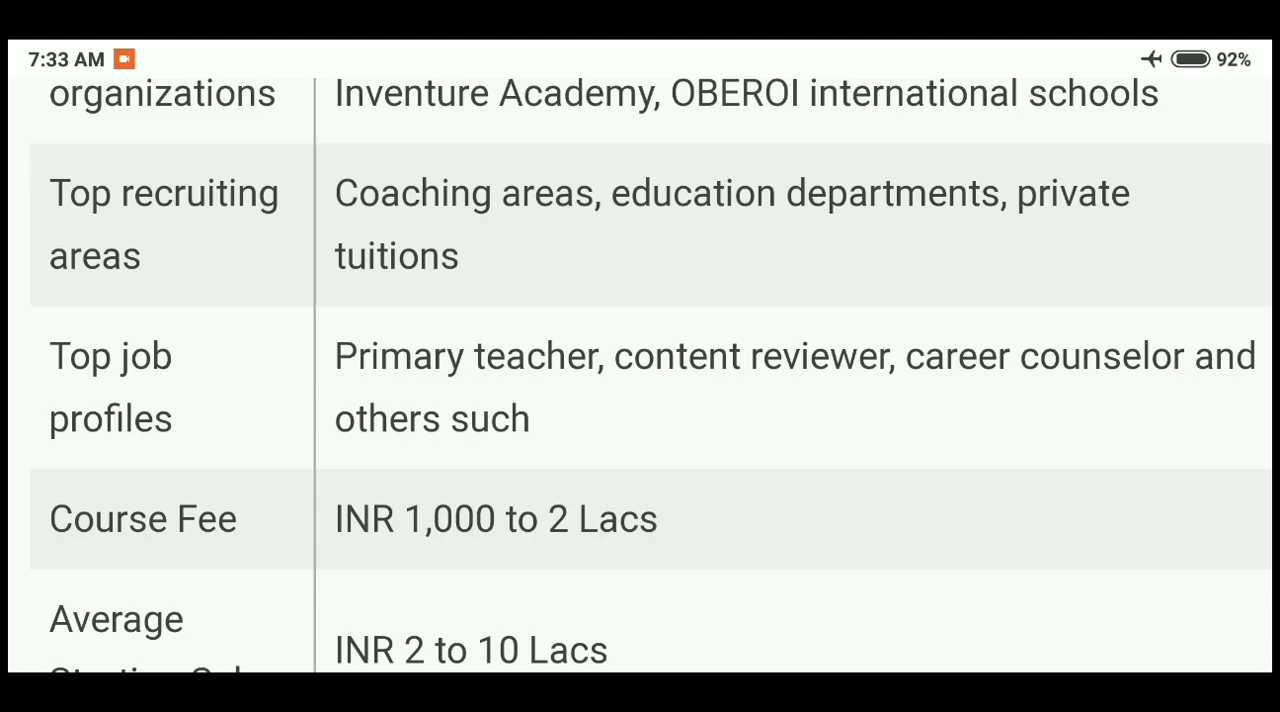 7:33 AM
92%
organizations
Inventure Academy, OBEROI international schools
Top recruiting
areas
Coaching areas, education departments, private
tuitions
Top job
profiles
Primary teacher, content reviewer, career counselor and
others such
Course Fee
INR 1,000 to 2 Lacs
Average
INR 2 to 10 Lacs